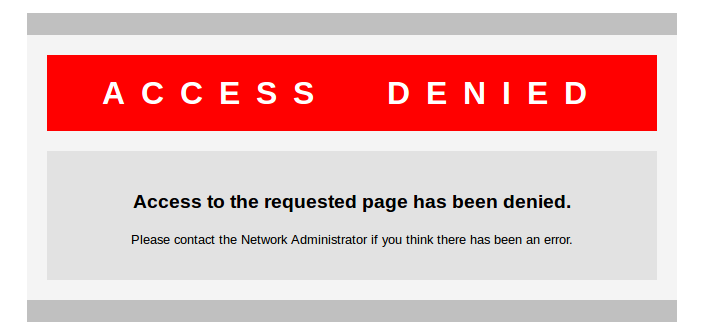 ACCESS DENIED
Access to the requested page has been denied.
Please contact the Network Administrator if you think there has been an error.